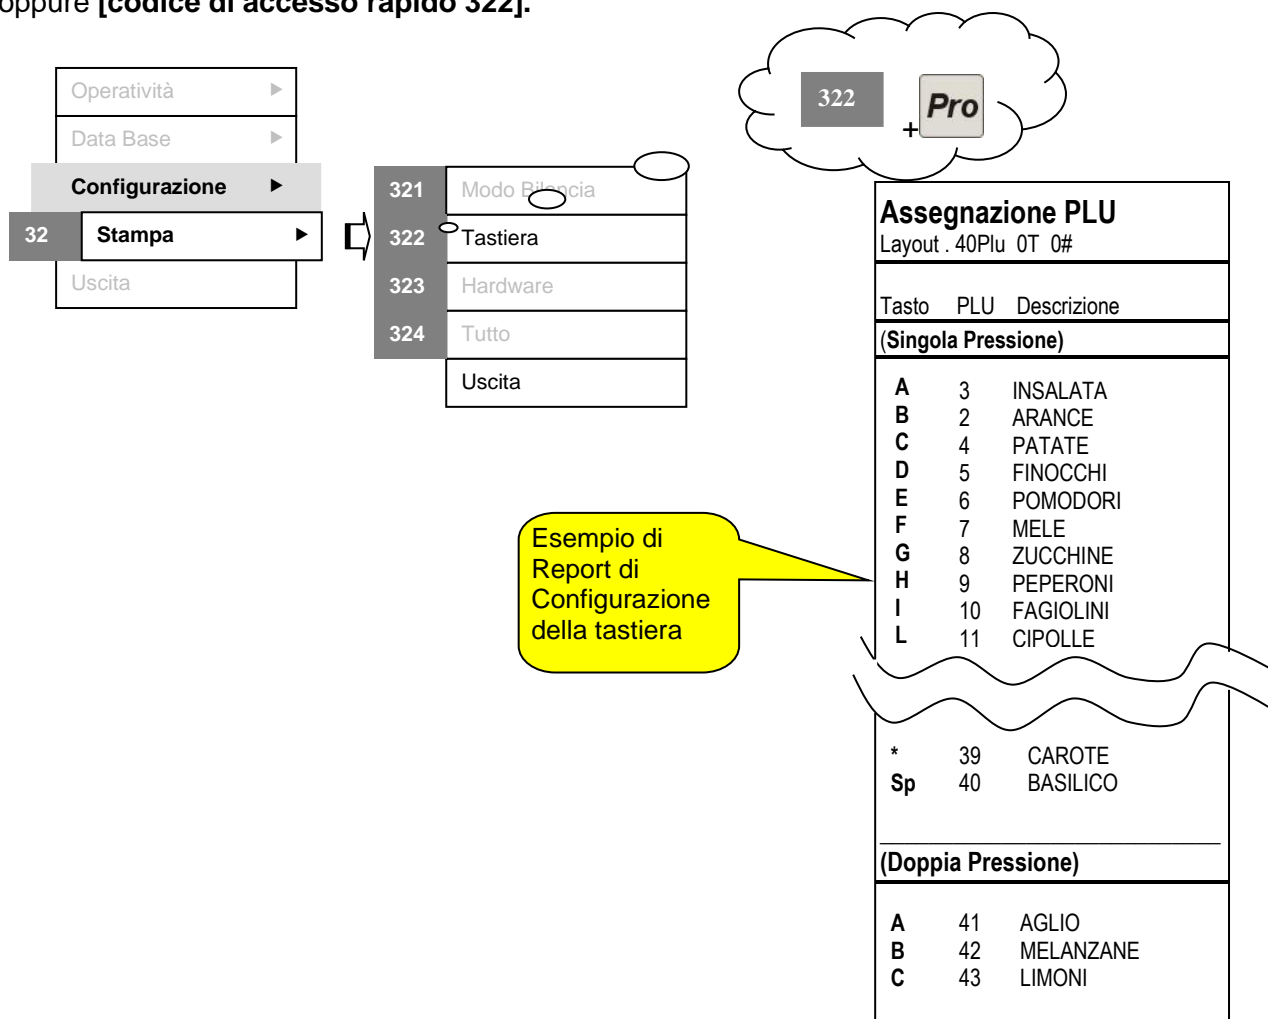 oppure [codice di accesso rapido 322].
Operatività
Data Base
Configurazione
32 Stampa
Uscita
321 Modo Bilancia
322 Tastiera
323 Hardware
324 Tutto
Uscita
322 + Pro
Assegnazione PLU
Layout . 40Plu 0T 0#
Tasto PLU Descrizione
(Singola Pressione)
A 3 INSALATA
B 2 ARANCE
C 4 PATATE
D 5 FINOCCHI
E 6 POMODORI
F 7 MELE
G 8 ZUCCHINE
H 9 PEPERONI
I 10 FAGIOLINI
L 11 CIPOLLE
* 39 CAROTE
Sp 40 BASILICO
(Doppia Pressione)
A 41 AGLIO
B 42 MELANZANE
C 43 LIMONI
Esempio di
Report di
Configurazione
della tastiera